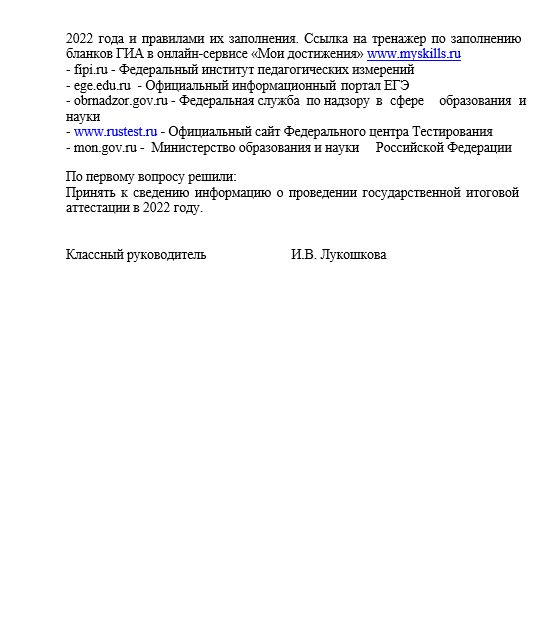 2022 года и правилами их заполнения. Ссылка на тренажер по заполнению
бланков ГИА в онлайн-сервисе «Мои достижения» www.myskills.ru
- fipi.ru - Федеральный институт педагогических измерений
- ege.edu.ru - Официальный информационный портал ЕГЭ
- obrnadzor.gov.ru - Федеральная служба по надзору в сфере образования и
науки
- www.rustest.ru - Официальный сайт Федерального центра Тестирования
- mon.gov.ru - Министерство образования и науки Российской Федерации
По первому вопросу решили:
Принять к сведению информацию о проведении государственной итоговой
аттестации в 2022 году.
Классный руководитель И.В. Лукошкова